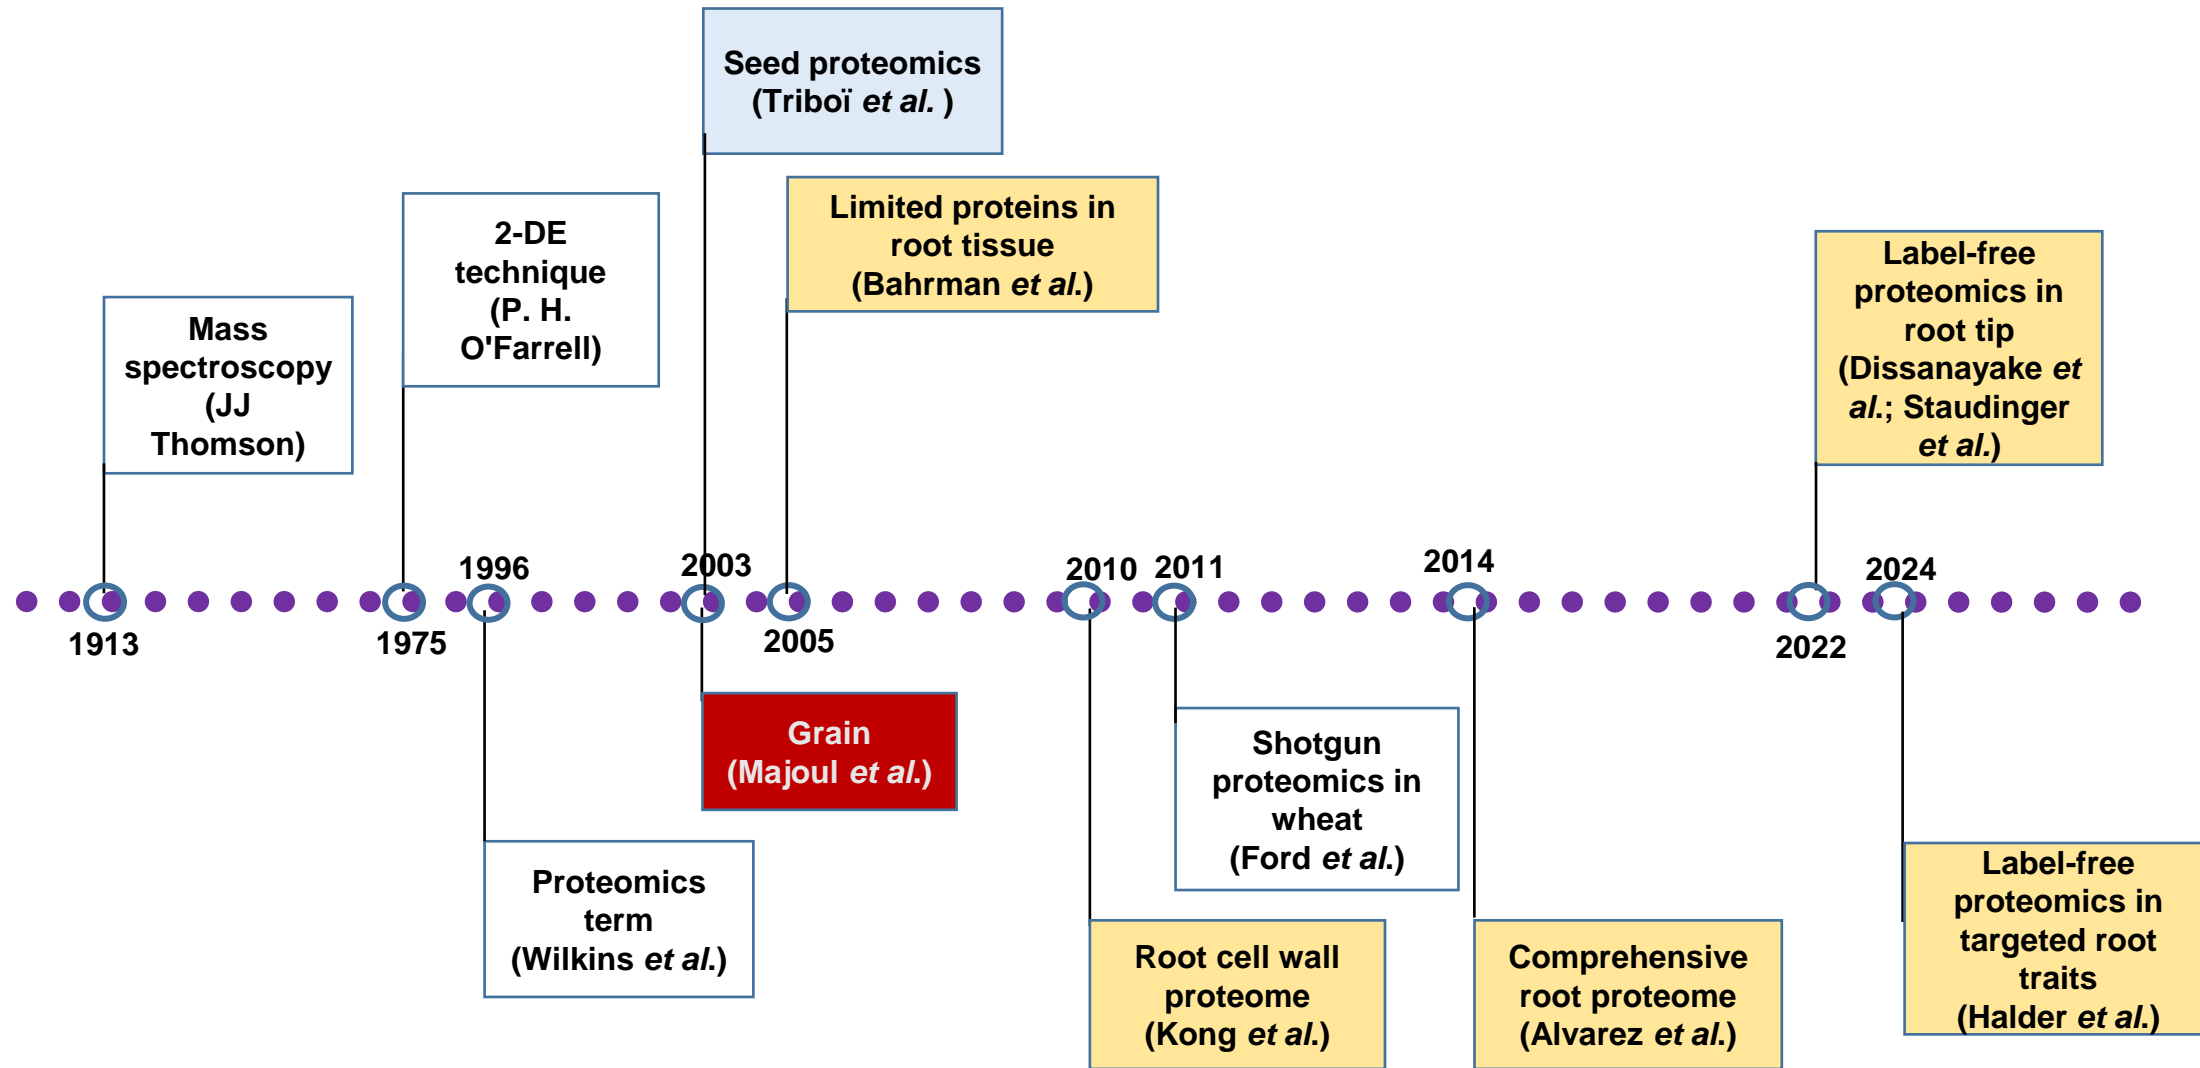 Seed proteomics
(Triboï et al. )
Limited proteins in
root tissue
(Bahrman et al.)
2-DE
technique
(P. H.
O'Farrell)
Label-free
proteomics in
root tip
(Dissanayake et
al.; Staudinger
et al.)
Mass
spectroscopy
(JJ
Thomson)
1996
2003
2010
2011
2014
2024
1913
1975
2005
2022
Grain
(Majoul et al.)
Shotgun
proteomics in
wheat
(Ford et al.)
Proteomics
term
(Wilkins et al.)
Label-free
proteomics in
targeted root
traits
(Halder et al.)
Root cell wall
proteome
(Kong et al.)
Comprehensive
root proteome
(Alvarez et al.)